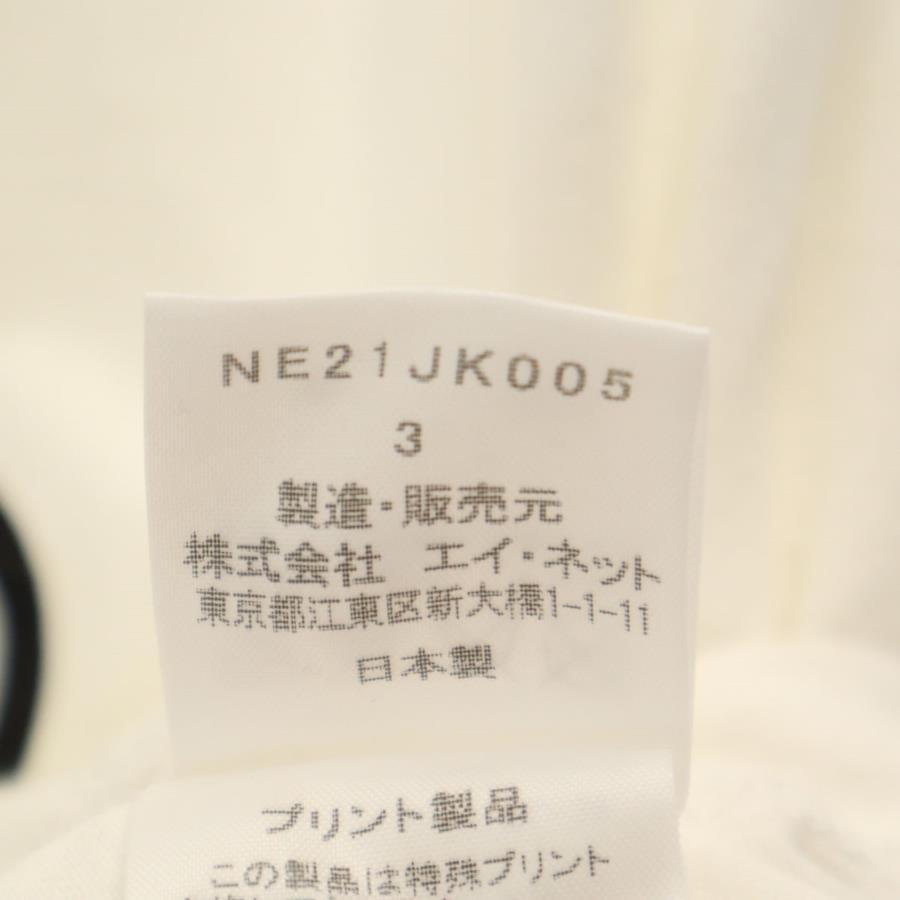 NE21JK005
3
製造・販売元
株式会社 エイ・ネット
東京都江東区新大橋1-1-11
日本製
プリント製品
この製品は特殊プリント